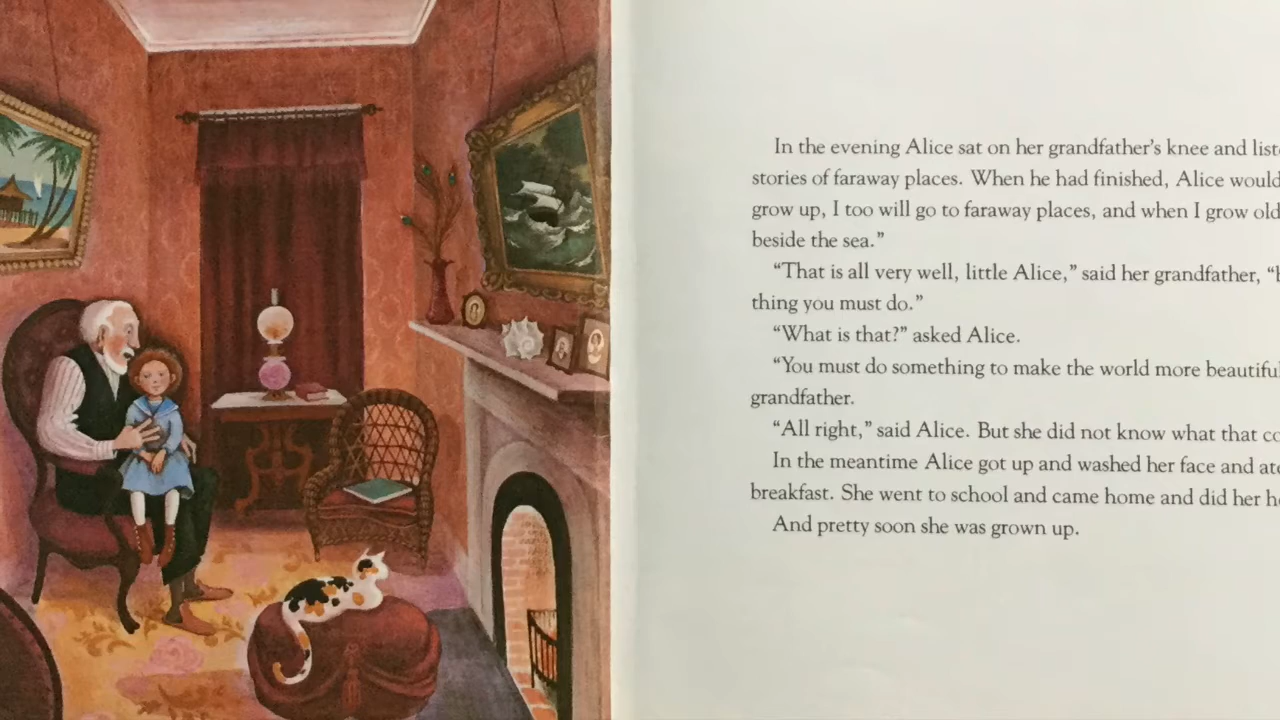 In the evening Alice sat on her grandfather's knee and
stories of faraway places. When he had finished, Alice would
grow up, I too will go to faraway places, and when I grow old
beside the sea.”
“That is all very well, little Alice,” said her grandfather,
thing you must do.”
“What is that?” asked Alice.
“You must do something to make the world more beautiful
grandfather.
“All right,” said Alice. But she did not know what that
In the meantime Alice got up and washed her face and
breakfast. She went to school and came home and did her
And pretty soon she was grown up.